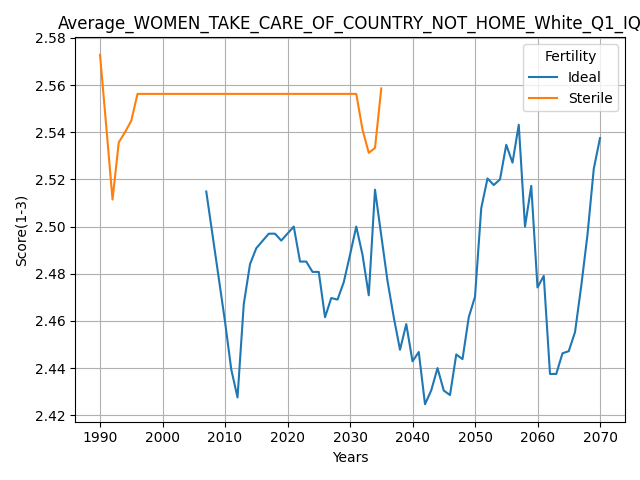 Average_WOMEN_TAKE_CARE_OF_COUNTRY_NOT_HOME_White_Q1_IQ
2.58
2.56
2.54
2.52
2.50
2.48
2.46
2.44
2.42
Score(1-3)
Fertility
Ideal
Sterile
1990 2000 2010 2020 2030 2040 2050 2060 2070
Years